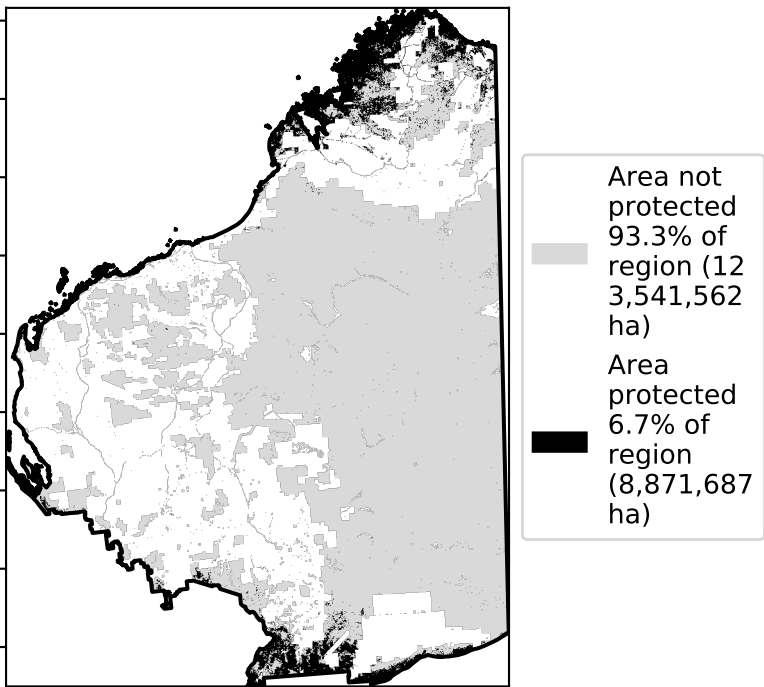 Area not
protected
93.3% of
region (12
3,541,562
ha)
Area
protected
6.7% of
region
(8,871,687
ha)